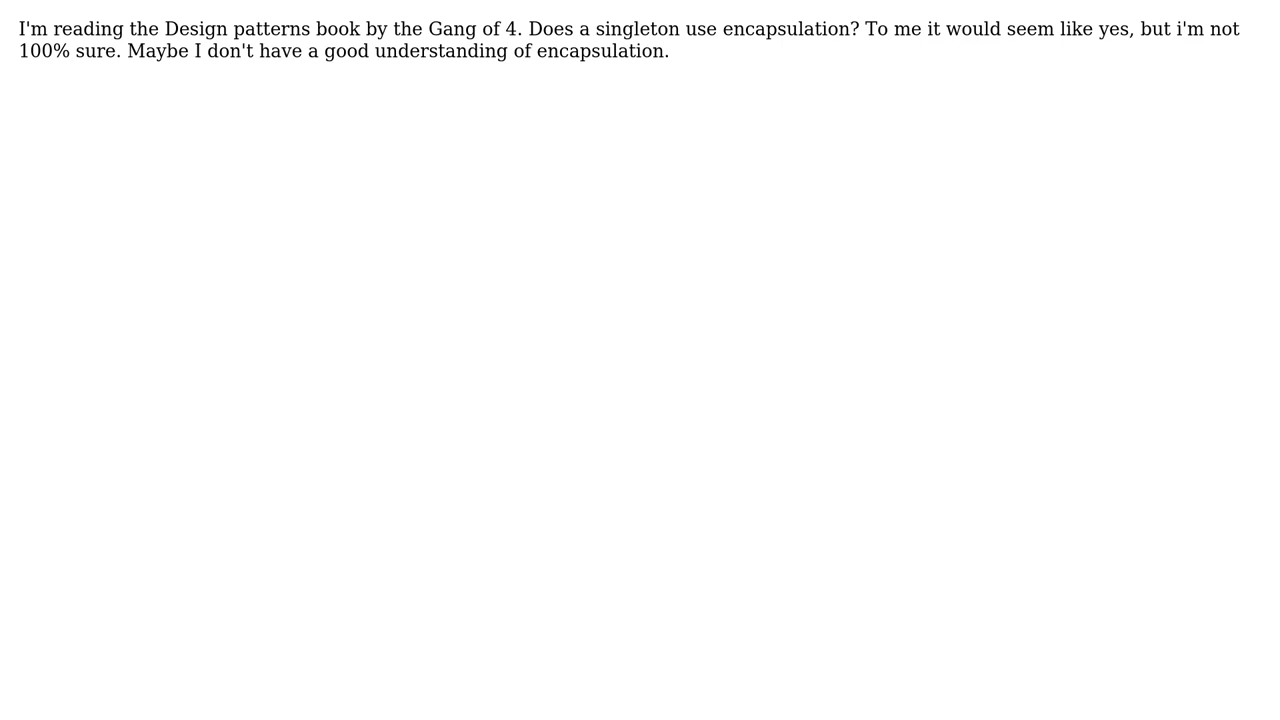 I'm reading the Design patterns book by the Gang of 4. Does a singleton use encapsulation? To me it would seem like yes, but i'm not
100% sure. Maybe I don't have a good understanding of encapsulation.